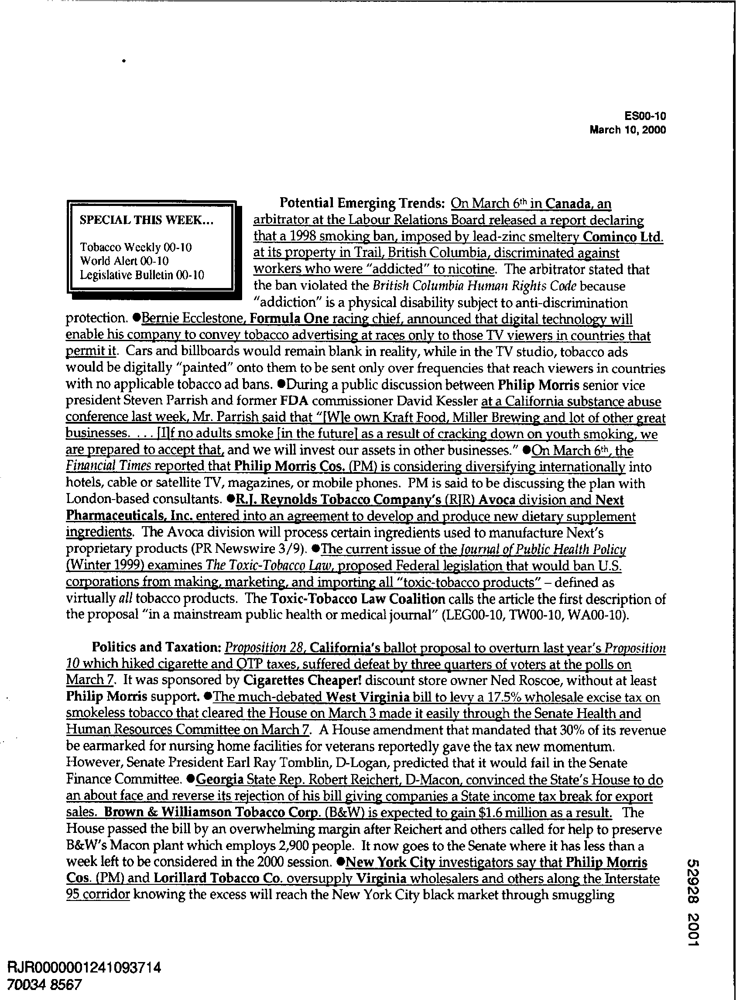 ES00-10
March 10, 2000
SPECIAL THIS WEEK...
Tobacco Weekly 00-10
World Alert 00-10
Legislative Bulletin 00-10
Potential Emerging Trends: On March 6th in Canada, an
arbitrator at the Labour Relations Board released a report declaring
that a 1998 smoking ban, imposed by lead-zinc smeltery Cominco Ltd.
at its property in Trail, British Columbia, discriminated against
workers who were "addicted" to nicotine. The arbitrator stated that
the ban violated the British Columbia Human Rights Code because
"addiction" is a physical disability subject to anti-discrimination
protection. ●Bernie Ecclestone, Formula One racing chief, announced that digital technology will
enable his company to convey tobacco advertising at races only to those TV viewers in countries that
permit it. Cars and billboards would remain blank in reality, while in the TV studio, tobacco ads
would be digitally "painted" onto them to be sent only over frequencies that reach viewers in countries
with no applicable tobacco ad bans. ●During a public discussion between Philip Morris senior vice
president Steven Parrish and former FDA commissioner David Kessler at a California substance abuse
conference last week, Mr. Parrish said that "[W]e own Kraft Food, Miller Brewing and lot of other great
businesses. . . . [I]f no adults smoke [in the future] as a result of cracking down on youth smoking, we
are prepared to accept that, and we will invest our assets in other businesses." ●On March 6th, the
Financial Times reported that Philip Morris Cos. (PM) is considering diversifying internationally into
hotels, cable or satellite TV, magazines, or mobile phones. PM is said to be discussing the plan with
London-based consultants. ●R.J. Reynolds Tobacco Company's (RJR) Avoca division and Next
Pharmaceuticals, Inc. entered into an agreement to develop and produce new dietary supplement
ingredients. The Avoca division will process certain ingredients used to manufacture Next's
proprietary products (PR Newswire 3/9). ●The current issue of the Journal of Public Health Policy
(Winter 1999) examines The Toxic-Tobacco Law, proposed Federal legislation that would ban U.S.
corporations from making, marketing, and importing all "toxic-tobacco products" – defined as
virtually all tobacco products. The Toxic-Tobacco Law Coalition calls the article the first description of
the proposal "in a mainstream public health or medical journal" (LEG00-10, TW00-10, WA00-10).
Politics and Taxation: Proposition 28, California's ballot proposal to overturn last year's Proposition
10 which hiked cigarette and OTP taxes, suffered defeat by three quarters of voters at the polls on
March 7. It was sponsored by Cigarettes Cheaper! discount store owner Ned Roscoe, without at least
Philip Morris support. ●The much-debated West Virginia bill to levy a 17.5% wholesale excise tax on
smokeless tobacco that cleared the House on March 3 made it easily through the Senate Health and
Human Resources Committee on March 7. A House amendment that mandated that 30% of its revenue
be earmarked for nursing home facilities for veterans reportedly gave the tax new momentum.
However, Senate President Earl Ray Tomblin, D-Logan, predicted that it would fail in the Senate
Finance Committee. ●Georgia State Rep. Robert Reichert, D-Macon, convinced the State's House to do
an about face and reverse its rejection of his bill giving companies a State income tax break for export
sales. Brown & Williamson Tobacco Corp. (B&W) is expected to gain $1.6 million as a result. The
House passed the bill by an overwhelming margin after Reichert and others called for help to preserve
B&W's Macon plant which employs 2,900 people. It now goes to the Senate where it has less than a
week left to be considered in the 2000 session. ●New York City investigators say that Philip Morris
Cos. (PM) and Lorillard Tobacco Co. oversupply Virginia wholesalers and others along the Interstate
95 corridor knowing the excess will reach the New York City black market through smuggling
52928 2001
RJR0000001241093714
70034 8567